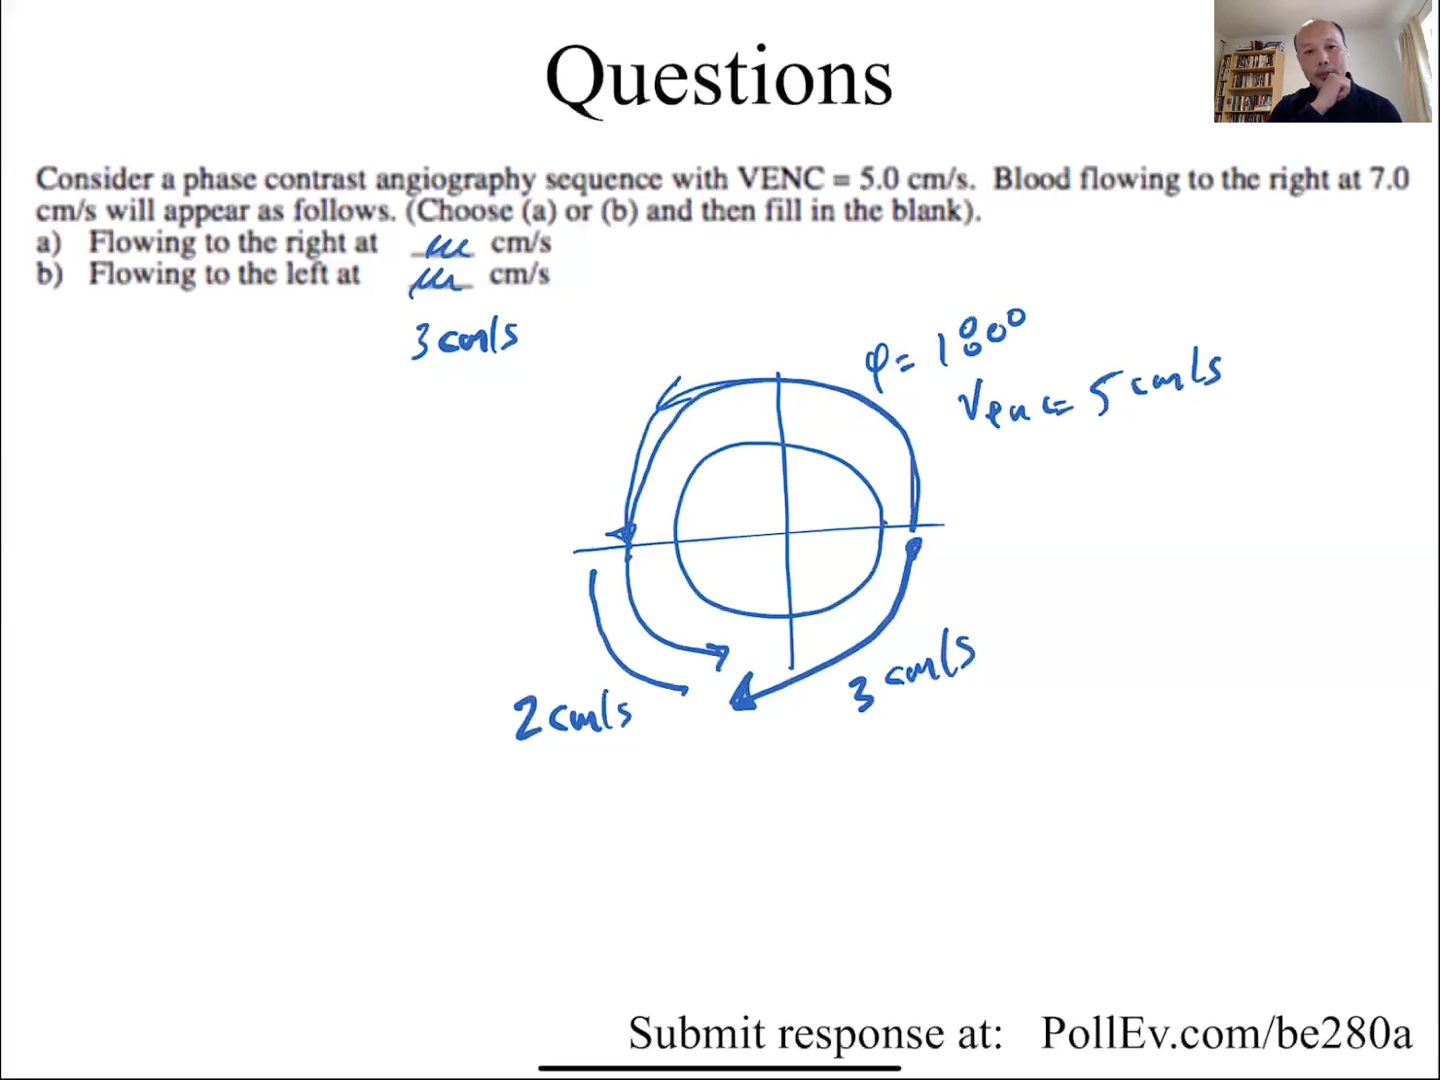 Questions
Consider a phase contrast angiography sequence with VENC = 5.0 cm/s. Blood flowing to the right at 7.0
cm/s will appear as follows. (Choose (a) or (b) and then fill in the blank).
a) Flowing to the right at ___ cm/s
b) Flowing to the left at ___ cm/s
3 cm/s
φ = 180°
Venc = 5 cm/s
3 cm/s
2 cm/s
Submit response at: PollEv.com/be280a